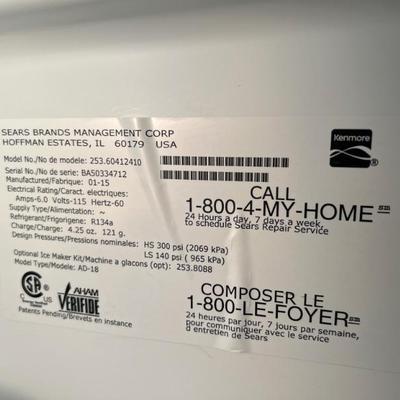 SEARS BRANDS MANAGEMENT CORP
HOFFMAN ESTATES, IL   60179   USA
Kenmore
Model No./No de modele: 253.60412410
Serial No./No de serie: BA50334712
Manufactured/Fabrique: 01-15
Electrical Rating/Caract. electriques:
Amps-6.0  Volts-115  Hertz-60
Supply Type/Alimentation: ~
Refrigerant/Frigorigene: R134a
Charge/Charge: 4.25 oz. 121 g.
Design Pressures/Pressions nominales: HS 300 psi (2069 kPa)
LS 140 psi ( 965 kPa)
Optional Ice Maker Kit/Machine a glacons (opt): 253.8088
Model/Modele: AD-18
CALL
1-800-4-MY-HOME℠
24 Hours a day, 7 days a week,
to schedule Sears Repair Service
CSA
AHAM
VERIFIDE
Patents Pending/Brevets en instance
COMPOSER LE
1-800-LE-FOYER℠
24 heures par jour, 7 jours par semaine,
pour communiquer avec le service
d entretien de Sears